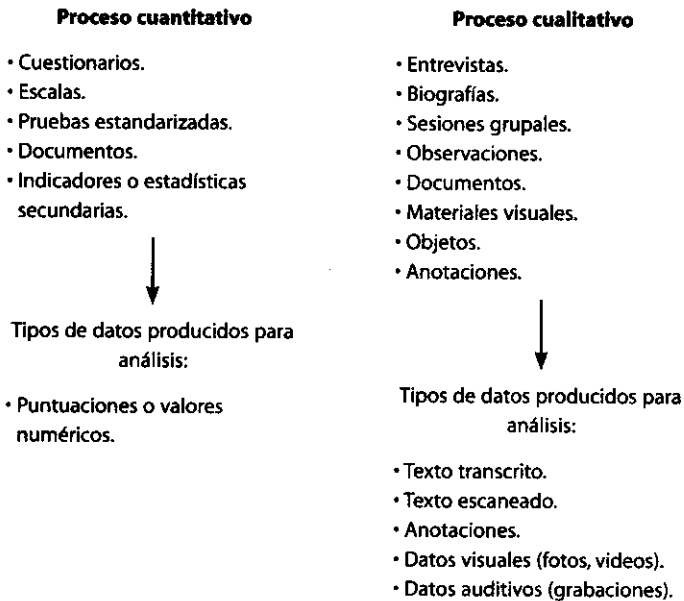 Proceso cuantitativo
• Cuestionarios.
• Escalas.
• Pruebas estandarizadas.
• Documentos.
• Indicadores o estadísticas
secundarias.
Tipos de datos producidos para
análisis:
• Puntuaciones o valores
numéricos.
Proceso cualitativo
• Entrevistas.
• Biografías.
• Sesiones grupales.
• Observaciones.
• Documentos.
• Materiales visuales.
• Objetos.
• Anotaciones.
Tipos de datos producidos para
análisis:
• Texto transcrito.
• Texto escaneado.
• Anotaciones.
• Datos visuales (fotos, videos).
• Datos auditivos (grabaciones).